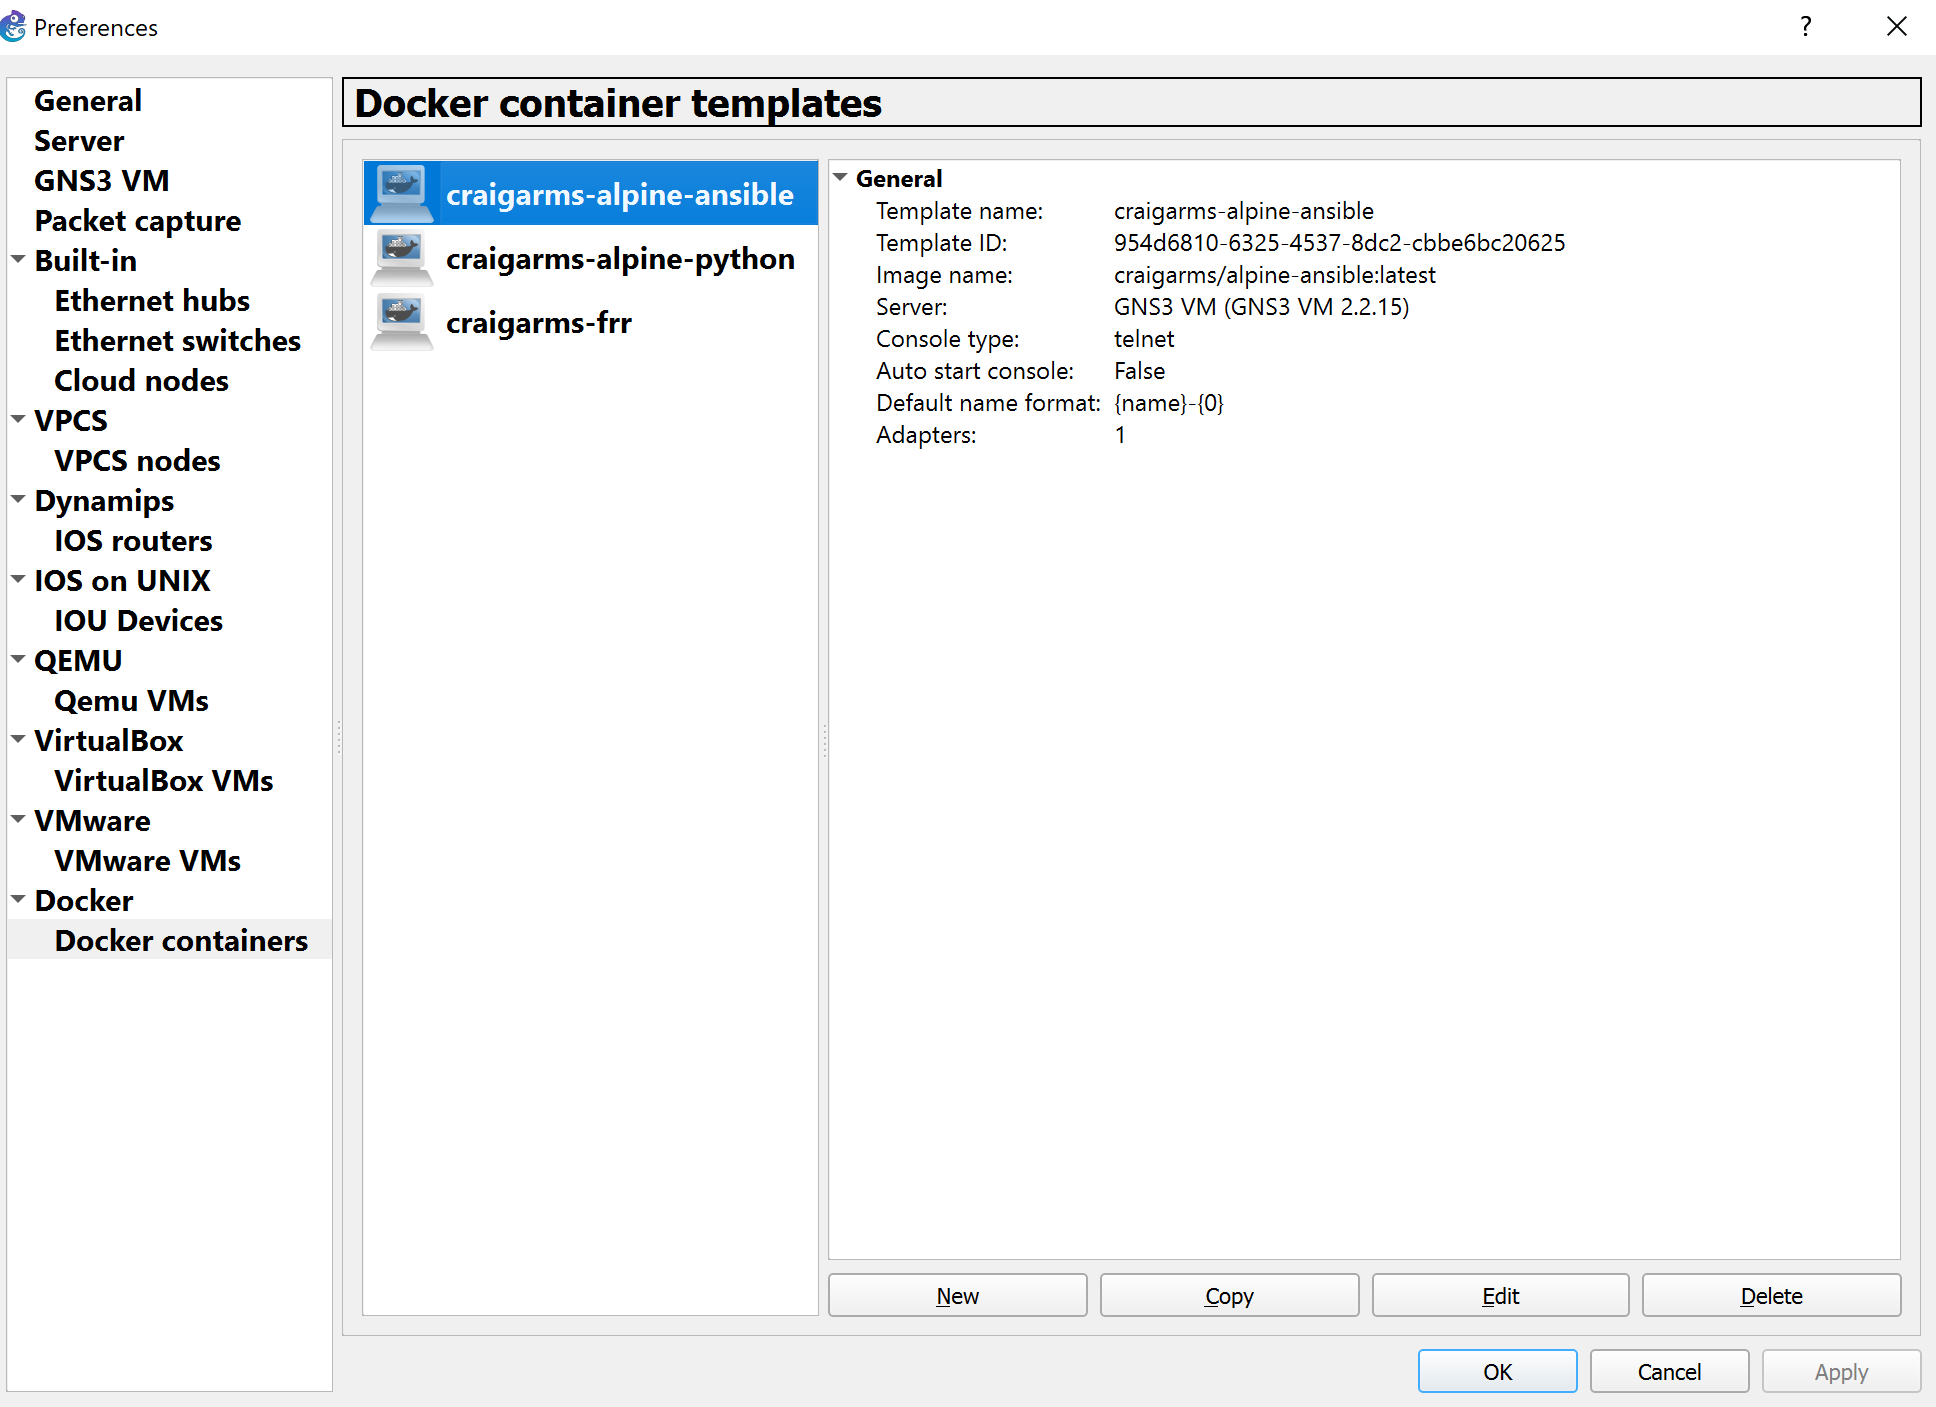 Preferences
?
General
Server
GNS3 VM
Packet capture
Built-in
Ethernet hubs
Ethernet switches
Cloud nodes
VPCS
VPCS nodes
Dynamips
IOS routers
IOS on UNIX
IOU Devices
QEMU
Qemu VMs
VirtualBox
VirtualBox VMs
VMware
VMware VMs
Docker
Docker containers
Docker container templates
craigarms-alpine-ansible
craigarms-alpine-python
craigarms-frr
General
Template name: craigarms-alpine-ansible
Template ID: 954d6810-6325-4537-8dc2-cbbe6bc20625
Image name: craigarms/alpine-ansible:latest
Server: GNS3 VM (GNS3 VM 2.2.15)
Console type: telnet
Auto start console: False
Default name format: {name}-{0}
Adapters: 1
New Copy Edit Delete
OK Cancel Apply